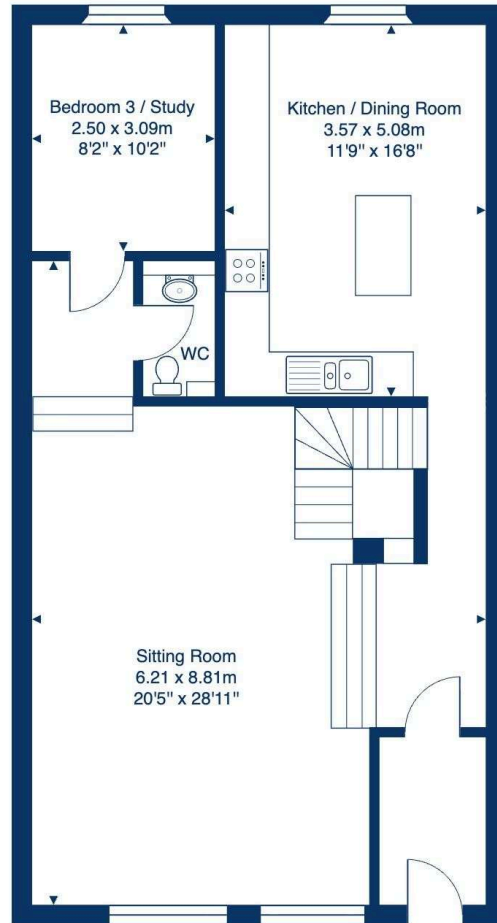 Bedroom 3 / Study
2.50 x 3.09m
8'2" x 10'2"
Kitchen / Dining Room
3.57 x 5.08m
11'9" x 16'8"
WC
Sitting Room
6.21 x 8.81m
20'5" x 28'11"